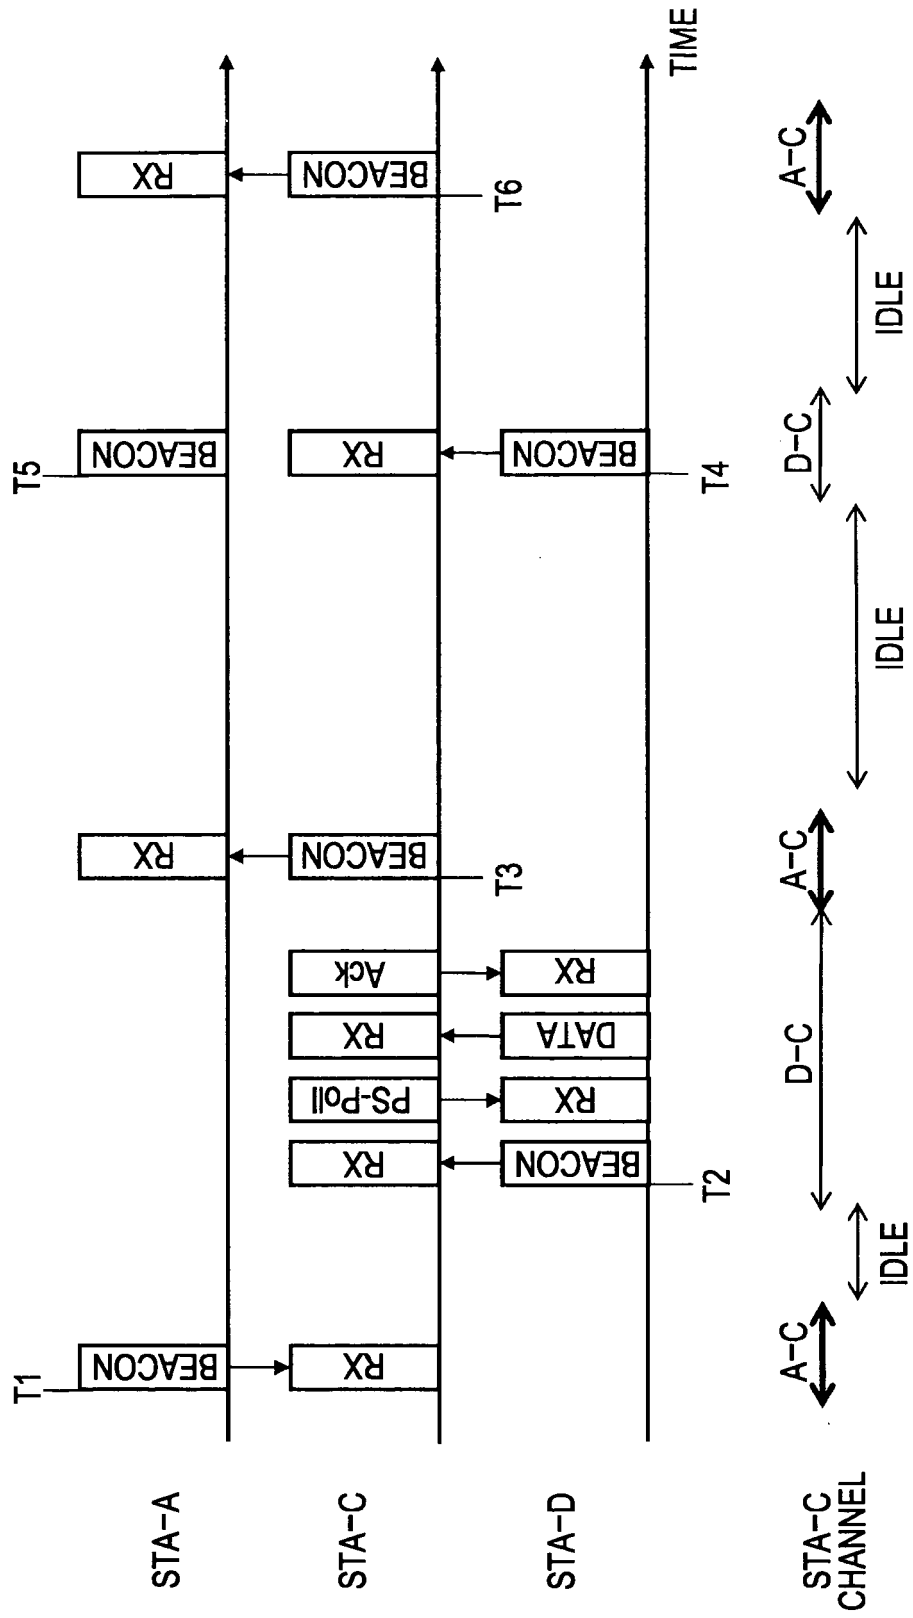 T1
T5
STA-A
BEACON
RX
BEACON
RX
STA-C
RX
RX
PS-Poll
RX
Ack
BEACON
RX
BEACON
T3
T6
STA-D
BEACON
RX
DATA
RX
BEACON
T2
T4
TIME
STA-C
CHANNEL
A-C
D-C
A-C
D-C
A-C
IDLE
IDLE
IDLE